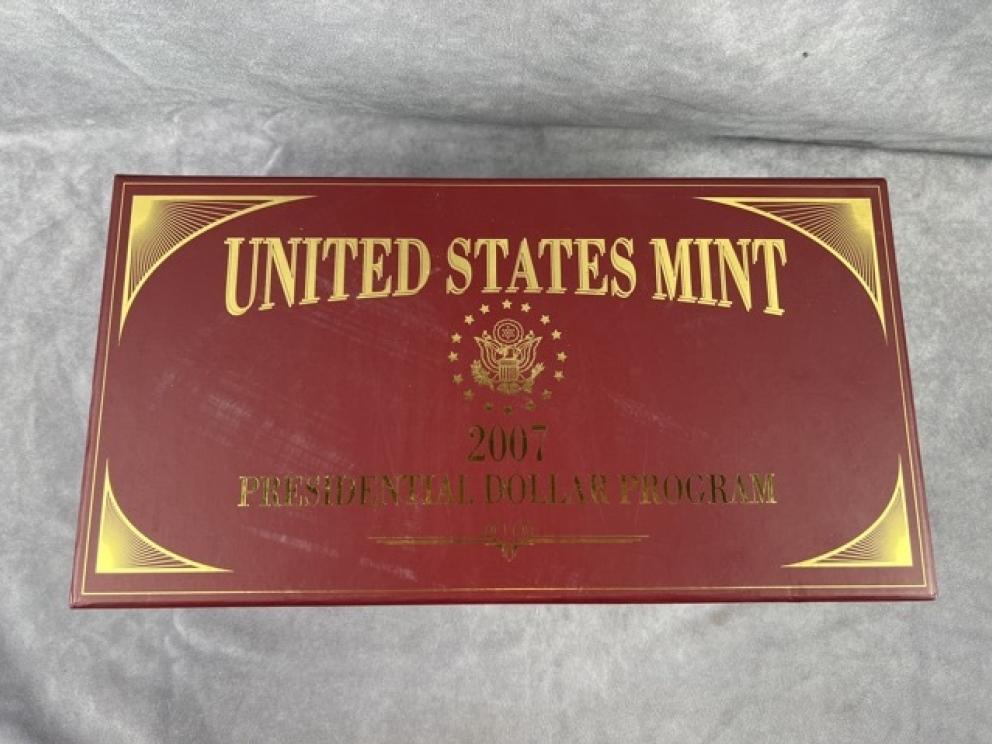 UNITED STATES MINT
2007
PRESIDENTIAL DOLLAR PROGRAM